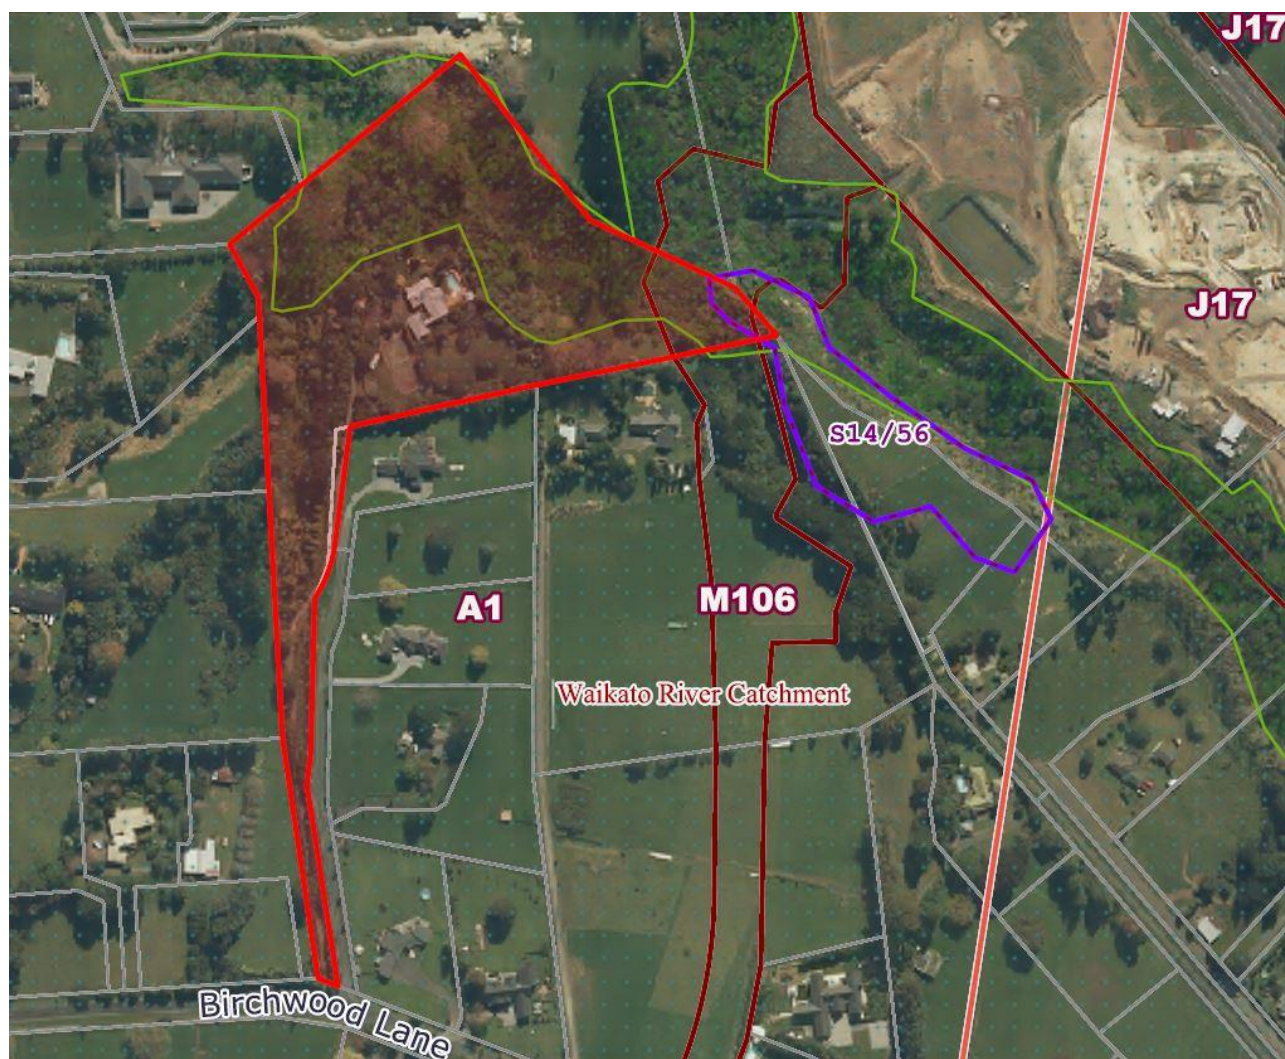 J17
J17
S14/56
A1
M106
Waikato River Catchment
Birchwood Lane